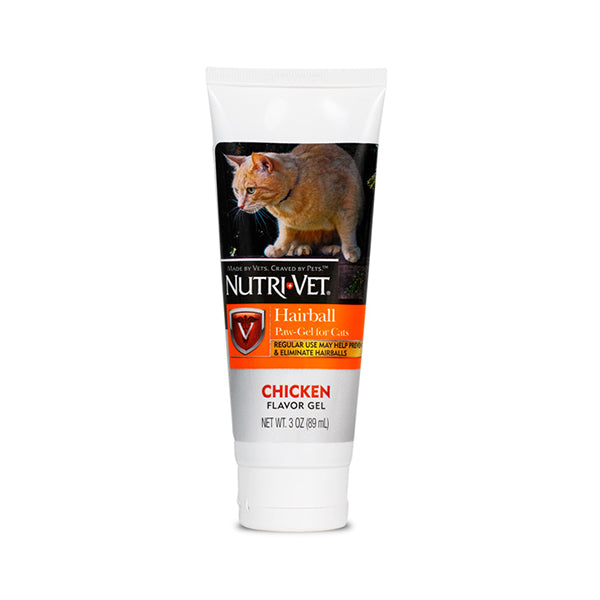 MADE BY VETS. CRAVED BY PETS.™
NUTRI-VET®
V
Hairball
Paw-Gel for Cats
REGULAR USE MAY HELP PREVEN
& ELIMINATE HAIRBALLS
CHICKEN
FLAVOR GEL
NET WT. 3 OZ (89 mL)